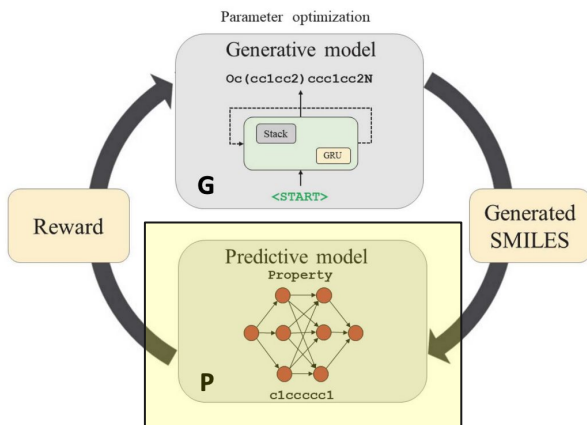 Parameter optimization
Generative model
Oc(cc1cc2)ccc1cc2N
Stack
GRU
G
<START>
Reward
Generated
SMILES
Predictive model
Property
P
c1ccccc1